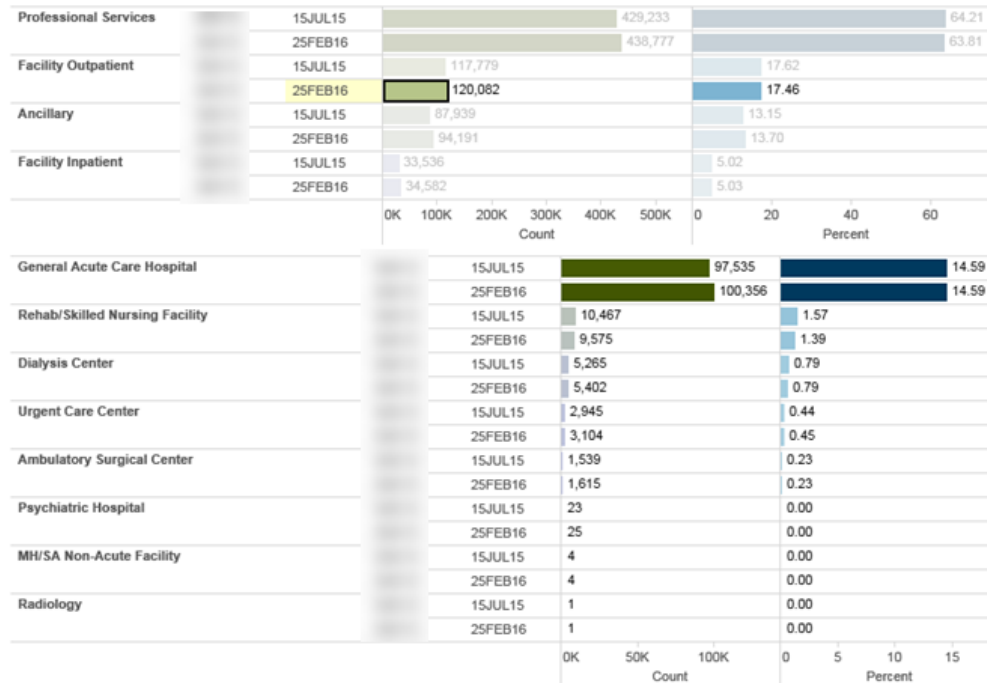 Professional Services 15JUL15 429,233 64.21
25FEB16 438,777 63.81
Facility Outpatient 15JUL15 117,779 17.62
25FEB16 120,082 17.46
Ancillary 15JUL15 87,939 13.15
25FEB16 94,191 13.70
Facility Inpatient 15JUL15 33,536 5.02
25FEB16 34,582 5.03
0K 100K 200K 300K 400K 500K 0 20 40 60
Count Percent
General Acute Care Hospital 15JUL15 97,535 14.59
25FEB16 100,356 14.59
Rehab/Skilled Nursing Facility 15JUL15 10,467 1.57
25FEB16 9,575 1.39
Dialysis Center 15JUL15 5,265 0.79
25FEB16 5,402 0.79
Urgent Care Center 15JUL15 2,945 0.44
25FEB16 3,104 0.45
Ambulatory Surgical Center 15JUL15 1,539 0.23
25FEB16 1,615 0.23
Psychiatric Hospital 15JUL15 23 0.00
25FEB16 25 0.00
MH/SA Non-Acute Facility 15JUL15 4 0.00
25FEB16 4 0.00
Radiology 15JUL15 1 0.00
25FEB16 1 0.00
0K 50K 100K 0 5 10 15
Count Percent